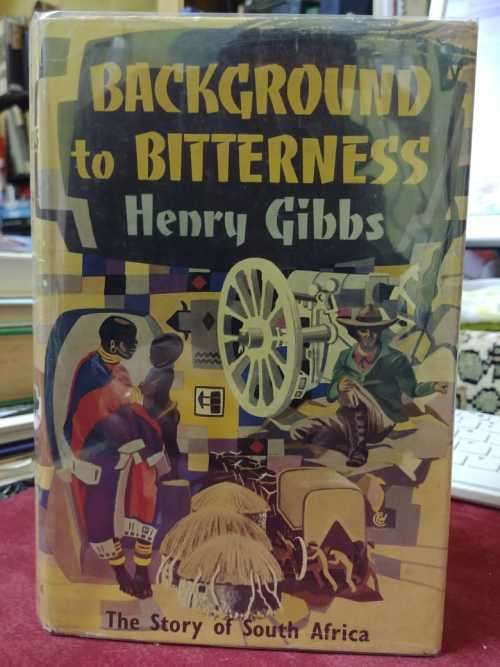 BACKGROUND
to BITTERNESS
Henry Gibbs
The Story of South Africa